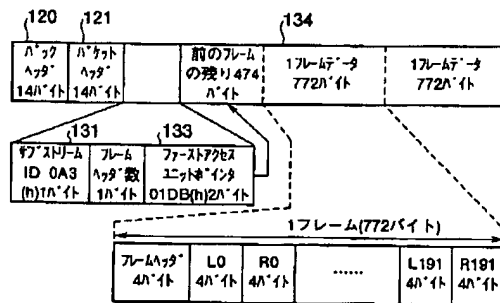 120
121
134
パック
ヘッダ
14バイト
パケット
ヘッダ
14バイト
前のフレーム
の残り474
バイト
1フレームデータ
772バイト
1フレームデータ
772バイト
131
133
サブストリーム
ID 0A3
(h)1バイト
フレーム
ヘッダ数
1バイト
ファーストアクセス
ユニットポインタ
01DB(h)2バイト
1フレーム(772バイト)
フレームヘッダ
4バイト
L0
4バイト
R0
4バイト
……
L191
4バイト
R191
4バイト